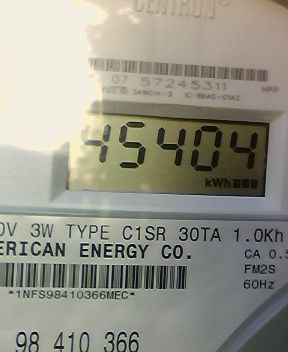 CENTRON
07 57245311
45404
kWh
0V 3W TYPE C1SR 30TA 1.0Kh
ERICAN ENERGY CO.
CA 0.5
FM2S
60Hz
*1NFS98410366MEC*
98 410 366